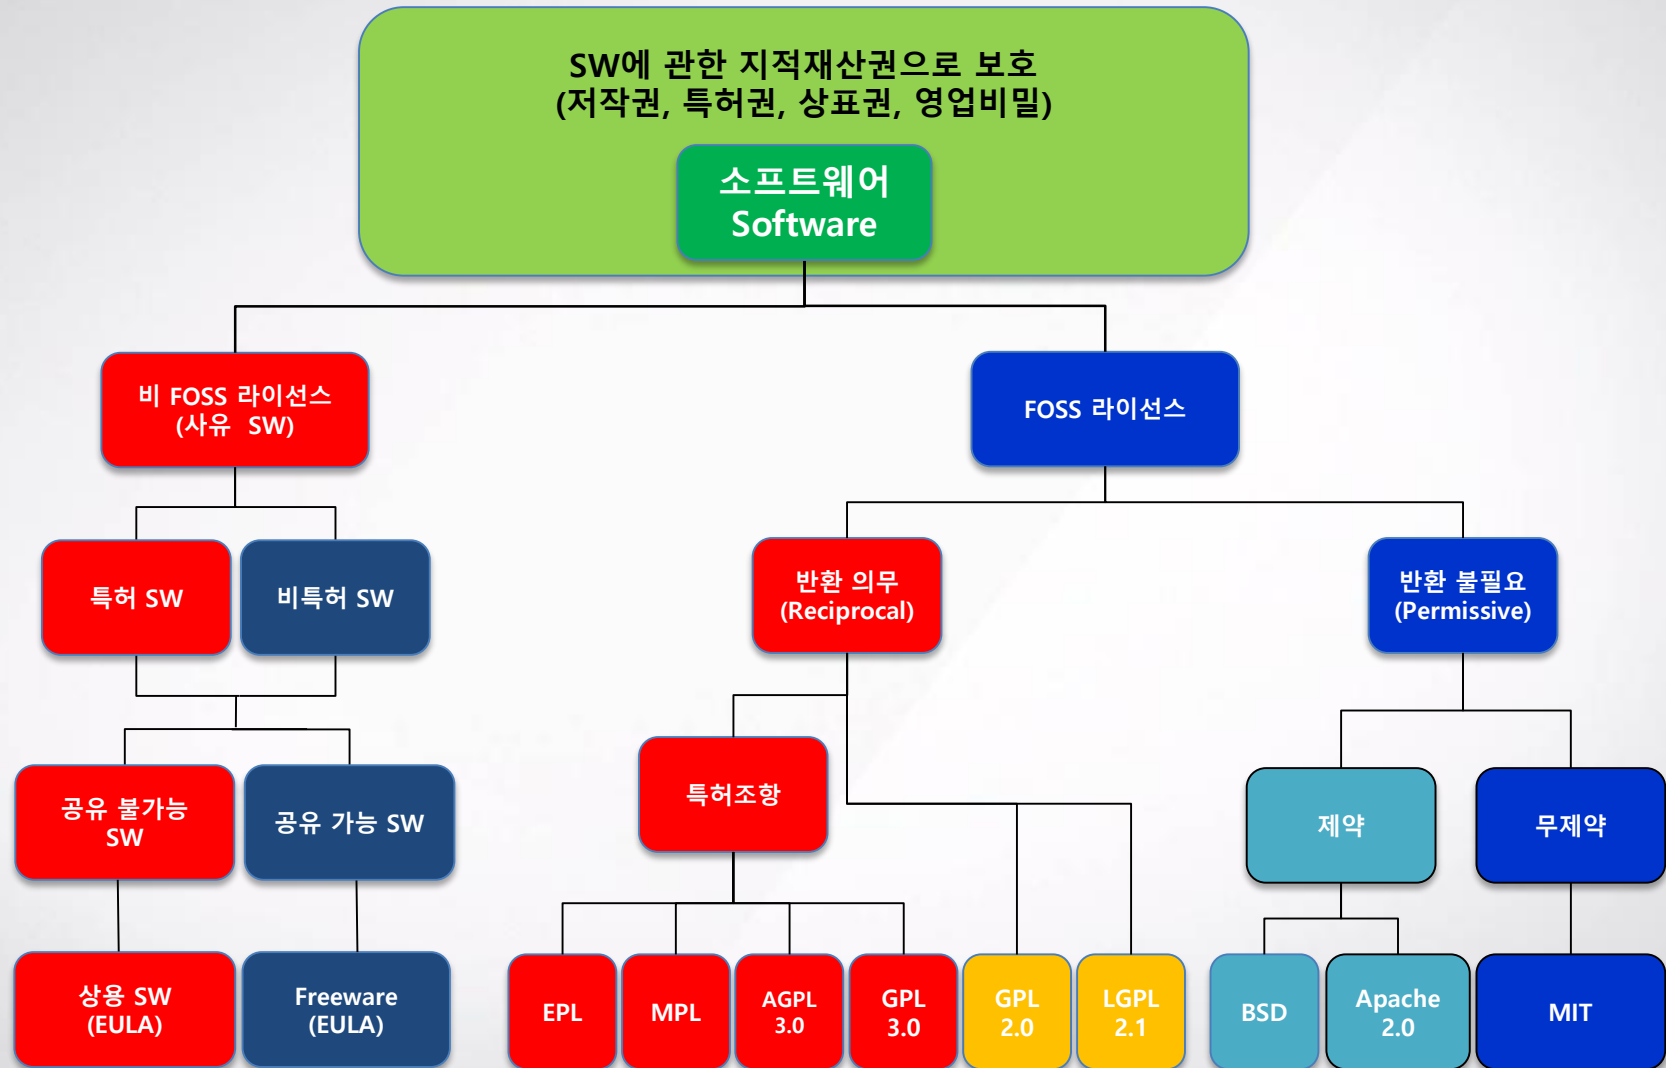 SW에 관한 지적재산권으로 보호
(저작권, 특허권, 상표권, 영업비밀)
소프트웨어
Software
비 FOSS 라이선스
(사유 SW)
FOSS 라이선스
특허 SW
비특허 SW
반환 의무
(Reciprocal)
반환 불필요
(Permissive)
공유 불가능
SW
공유 가능 SW
특허조항
제약
무제약
상용 SW
(EULA)
Freeware
(EULA)
EPL
MPL
AGPL
3.0
GPL
3.0
GPL
2.0
LGPL
2.1
BSD
Apache
2.0
MIT